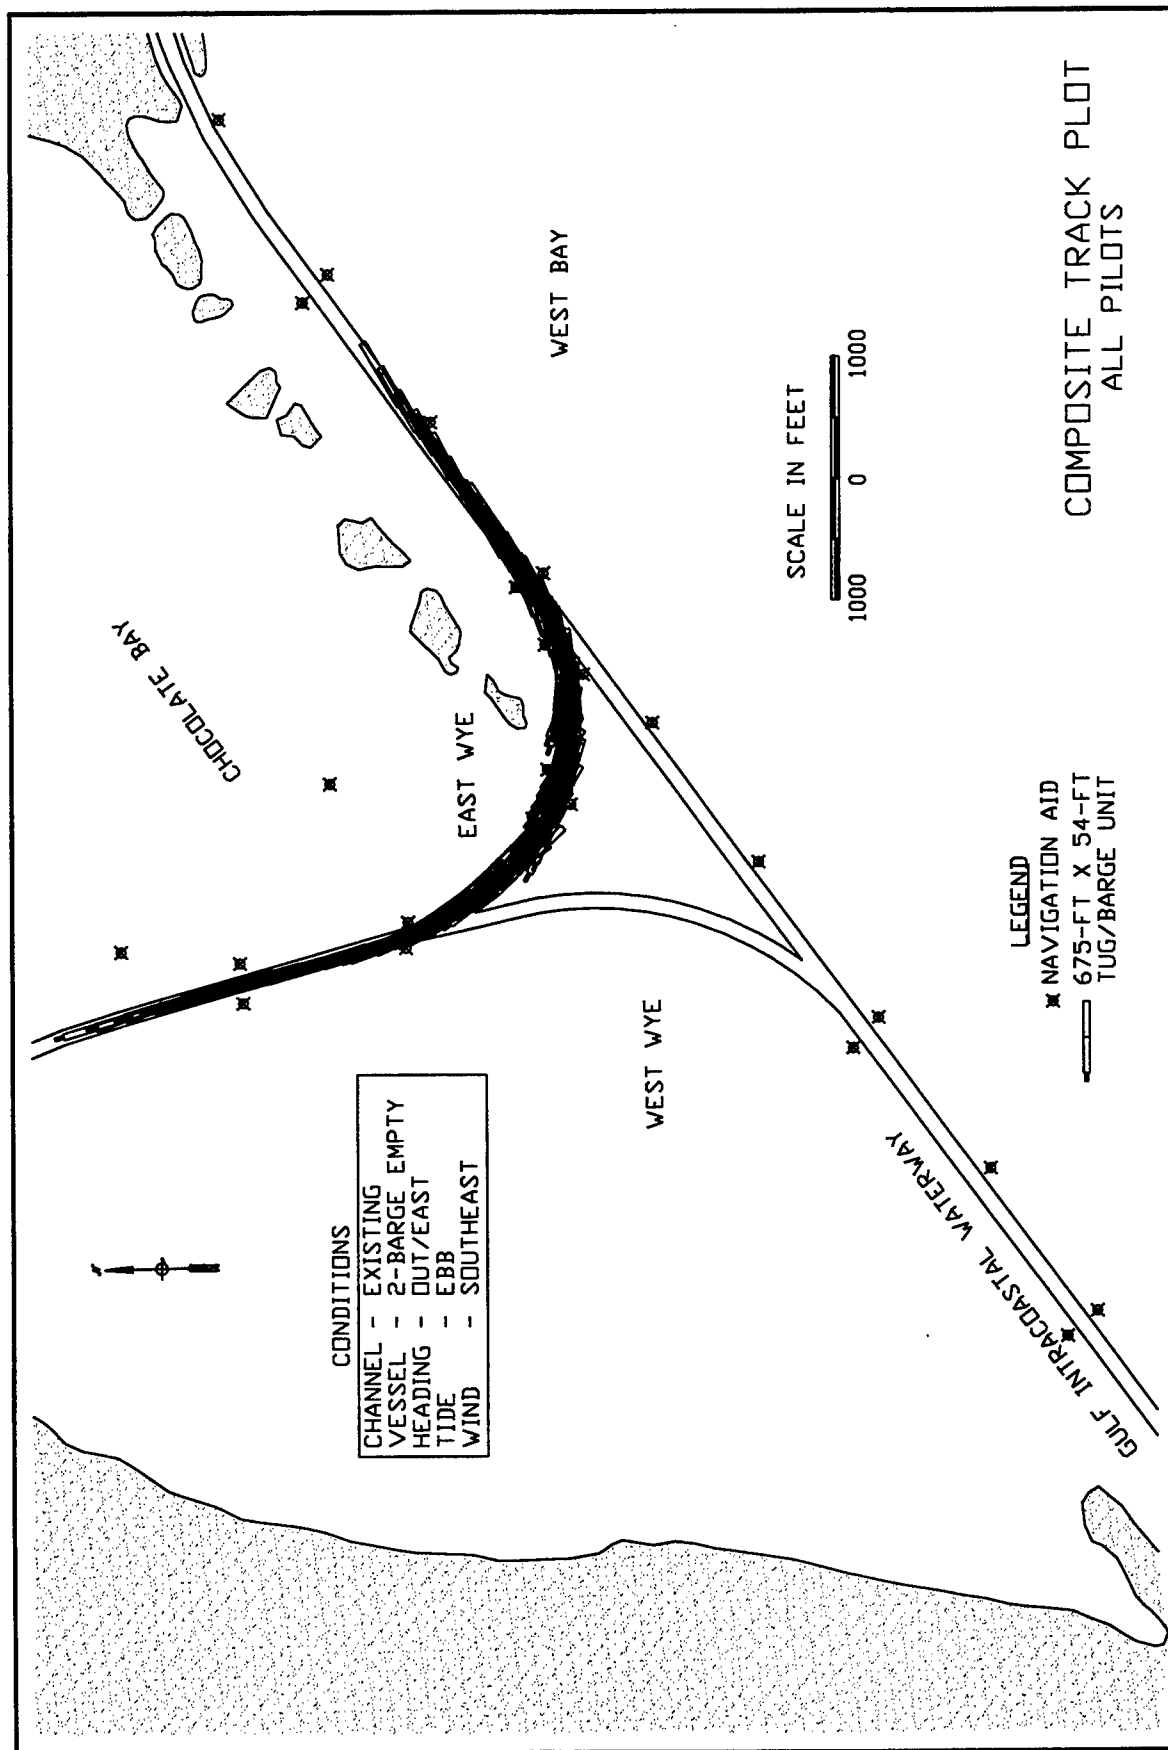 CHOCOLATE BAY
EAST WYE
WEST BAY
WEST WYE
GULF INTRACOASTAL WATERWAY
N
CONDITIONS
CHANNEL - EXISTING
VESSEL - 2-BARGE EMPTY
HEADING - OUT/EAST
TIDE - EBB
WIND - SOUTHEAST
SCALE IN FEET
1000 0 1000
LEGEND
NAVIGATION AID
675-FT X 54-FT
TUG/BARGE UNIT
COMPOSITE TRACK PLOT
ALL PILOTS